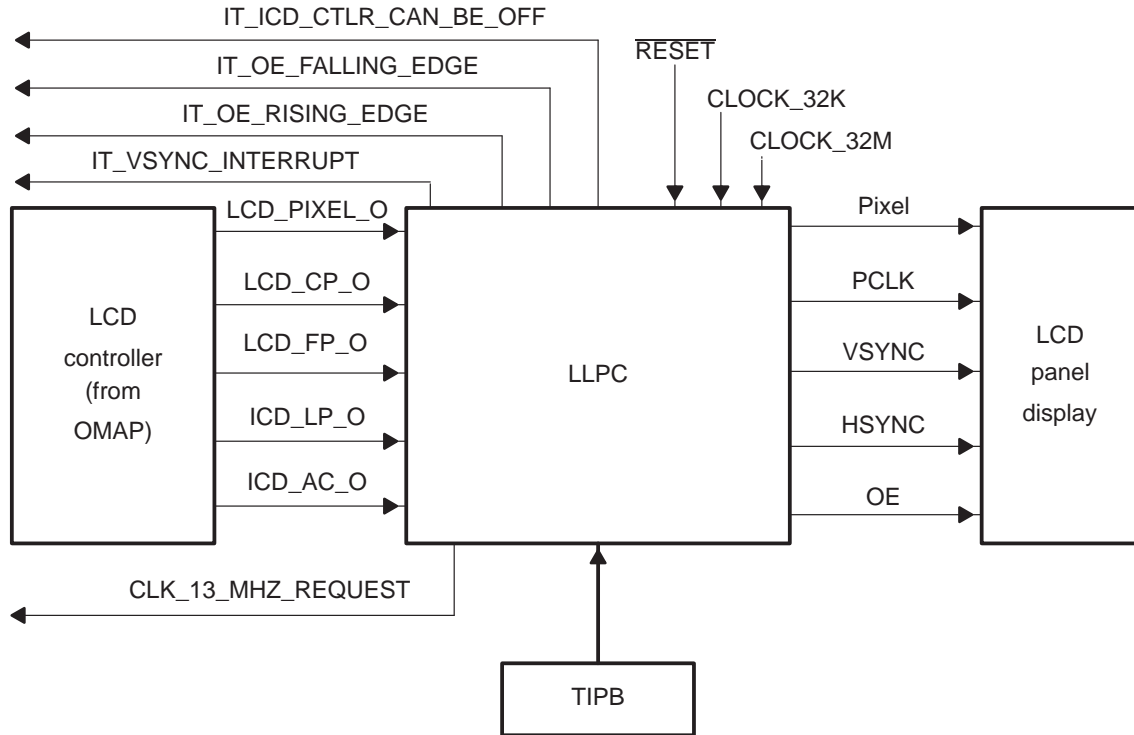 IT_ICD_CTLR_CAN_BE_OFF
RESET
IT_OE_FALLING_EDGE
CLOCK_32K
IT_OE_RISING_EDGE
CLOCK_32M
IT_VSYNC_INTERRUPT
LCD_PIXEL_O
Pixel
LCD_CP_O
PCLK
LCD
controller
(from
OMAP)
LCD_FP_O
LLPC
VSYNC
LCD
panel
display
ICD_LP_O
HSYNC
ICD_AC_O
OE
CLK_13_MHZ_REQUEST
TIPB